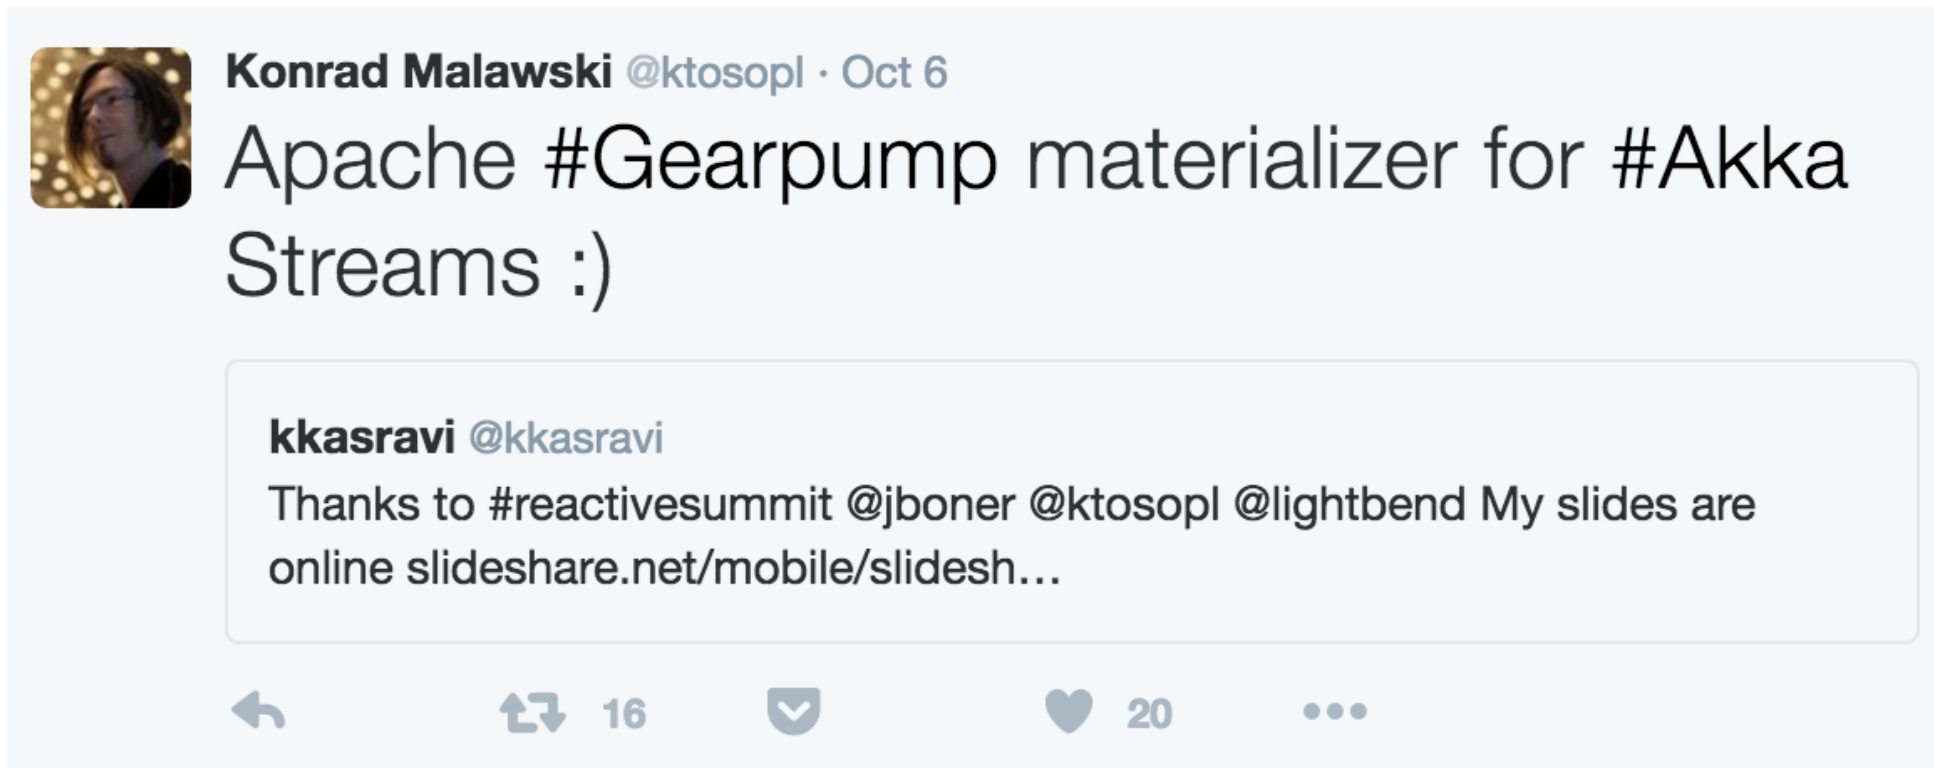 Konrad Malawski @ktosopl · Oct 6
Apache #Gearpump materializer for #Akka
Streams :)
kkasravi @kkasravi
Thanks to #reactivesummit @jboner @ktosopl @lightbend My slides are
online slideshare.net/mobile/slidesh...
16 20